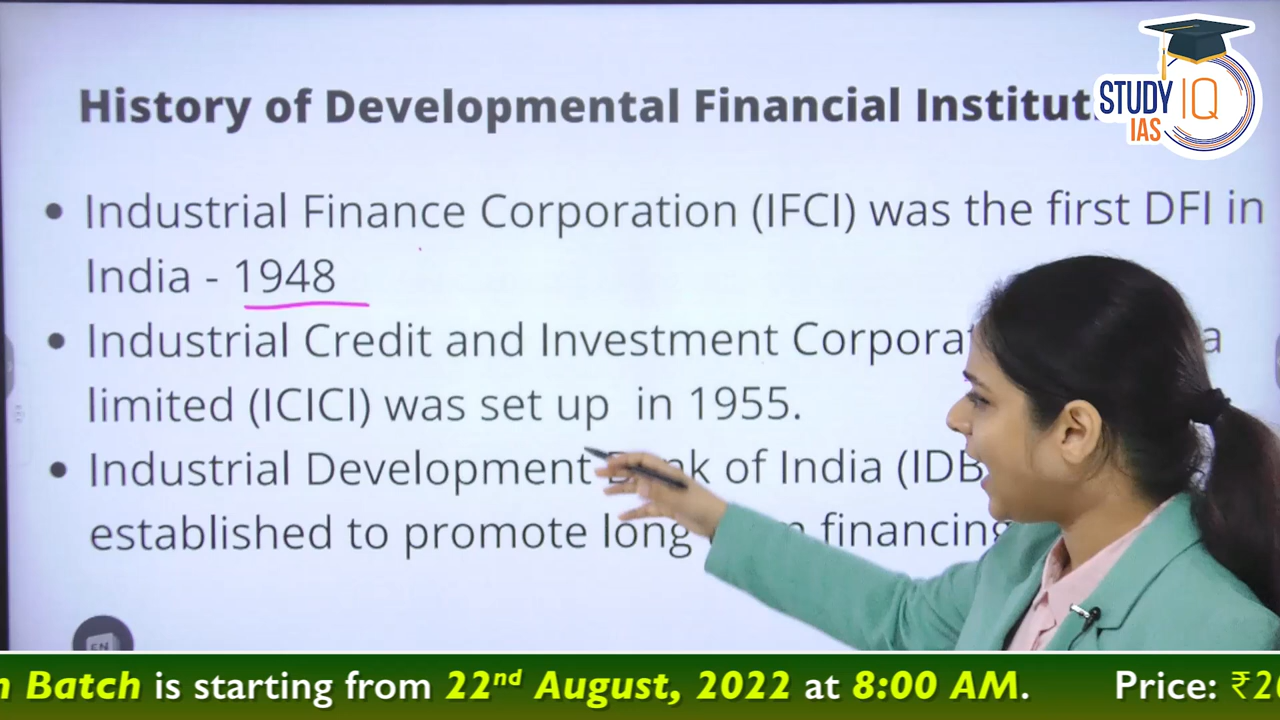 History of Developmental Financial Institut
STUDY IQ
IAS
• Industrial Finance Corporation (IFCI) was the first DFI in
India - 1948
• Industrial Credit and Investment Corporat a
limited (ICICI) was set up in 1955.
• Industrial Development of India (IDB
established to promote long financing
EN
n Batch is starting from 22nd August, 2022 at 8:00 AM. Price: ₹20